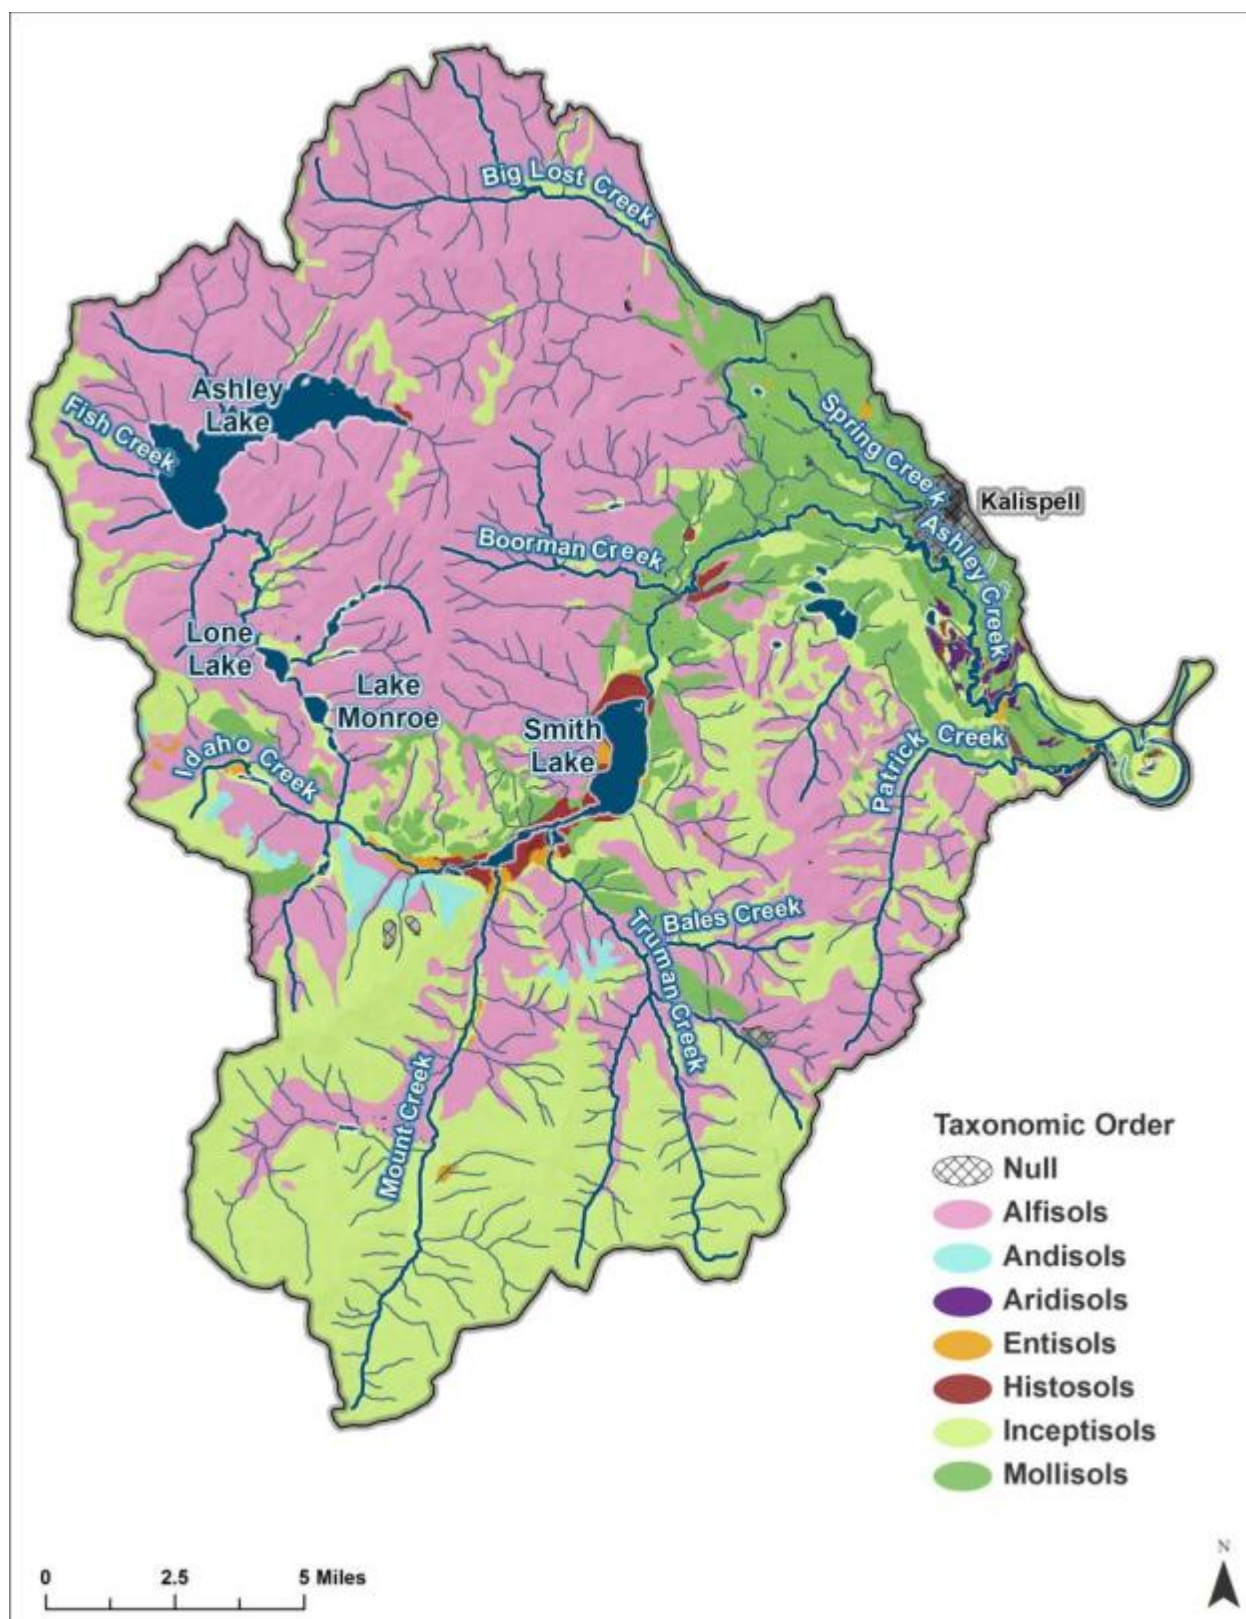 Big Lost Creek
Ashley
Lake
Fish Creek
Spring Creek
Kalispell
Ashley Creek
Boorman Creek
Lone
Lake
Lake
Monroe
Smith
Lake
Idaho Creek
Patrick Creek
Bales Creek
Truman Creek
Mount Creek
Taxonomic Order
Null
Alfisols
Andisols
Aridisols
Entisols
Histosols
Inceptisols
Mollisols
0 2.5 5 Miles
N